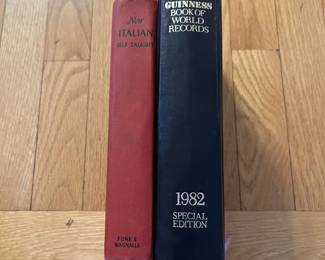 New
ITALIAN
SELF TAUGHT
FUNK &
WAGNALLS
GUINNESS
BOOK OF
WORLD
RECORDS
1982
SPECIAL
EDITION